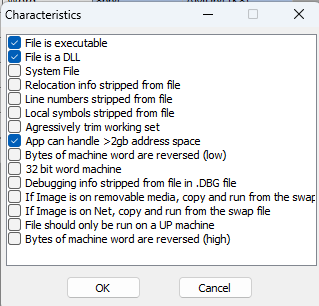 Characteristics
File is executable
File is a DLL
System File
Relocation info stripped from file
Line numbers stripped from file
Local symbols stripped from file
Agressively trim working set
App can handle >2gb address space
Bytes of machine word are reversed (low)
32 bit word machine
Debugging info stripped from file in .DBG file
If Image is on removable media, copy and run from the swap
If Image is on Net, copy and run from the swap file
File should only be run on a UP machine
Bytes of machine word are reversed (high)
OK
Cancel